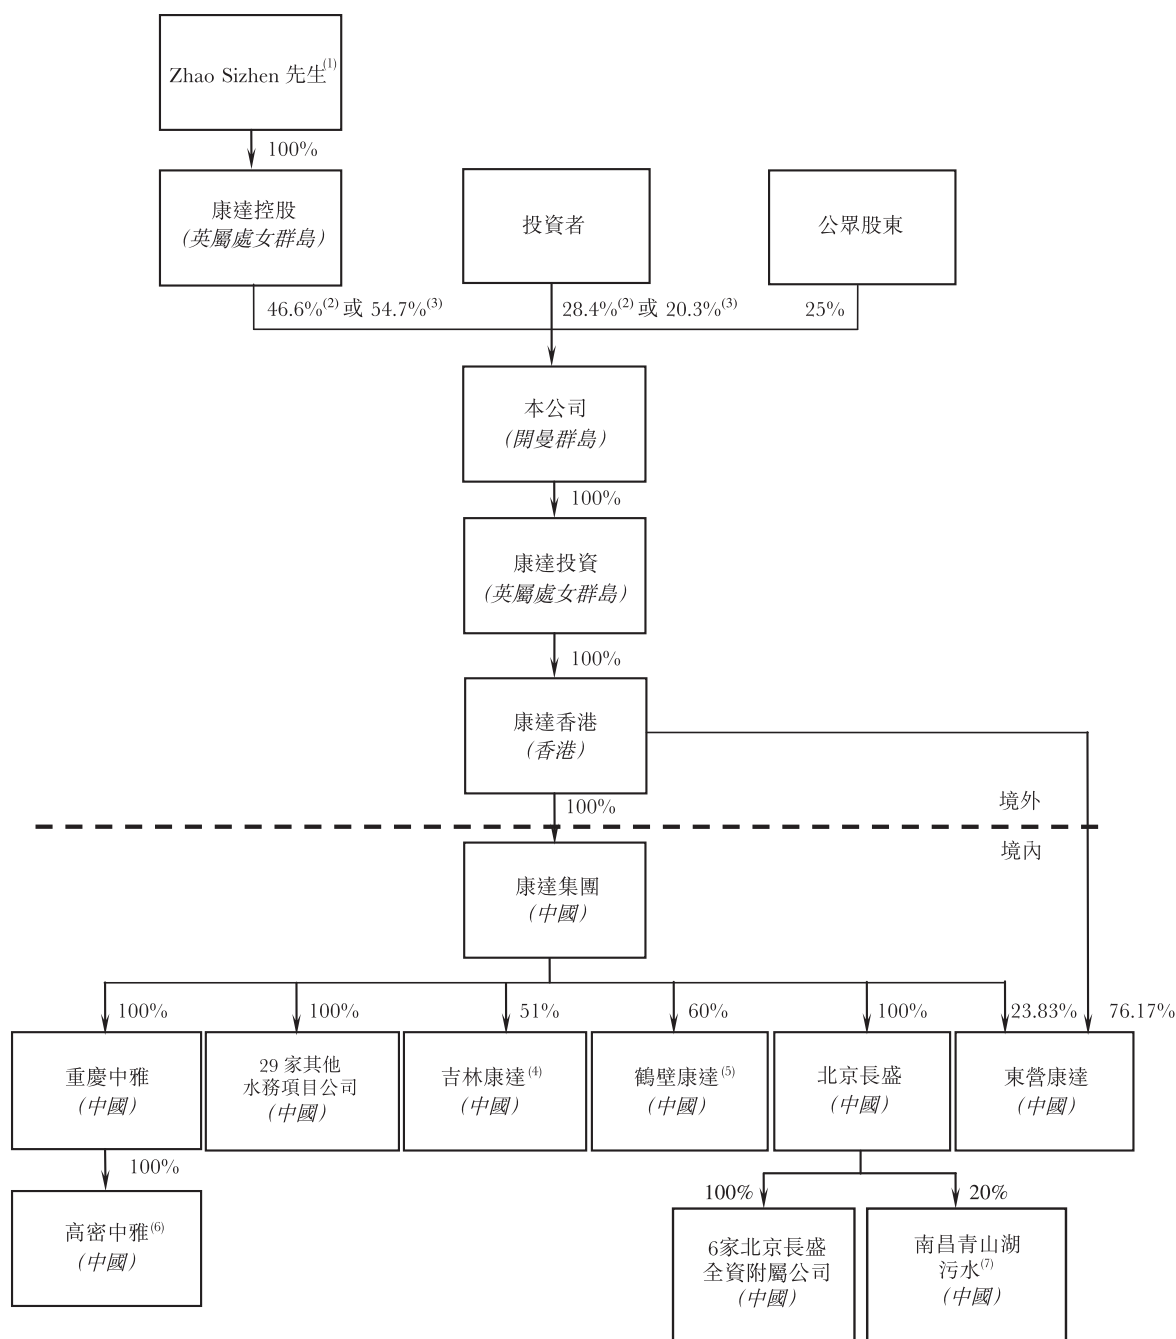 Zhao Sizhen 先生(1)
100%
康達控股
(英屬處女群島)
投資者
公眾股東
46.6%(2) 或 54.7%(3)
28.4%(2) 或 20.3%(3)
25%
本公司
(開曼群島)
100%
康達投資
(英屬處女群島)
100%
康達香港
(香港)
100%
境外
境內
康達集團
(中國)
100%
100%
51%
60%
100%
23.83%
76.17%
重慶中雅
(中國)
29 家其他
水務項目公司
(中國)
吉林康達(4)
(中國)
鶴壁康達(5)
(中國)
北京長盛
(中國)
東營康達
(中國)
100%
100%
20%
高密中雅(6)
(中國)
6家北京長盛
全資附屬公司
(中國)
南昌青山湖
污水(7)
(中國)